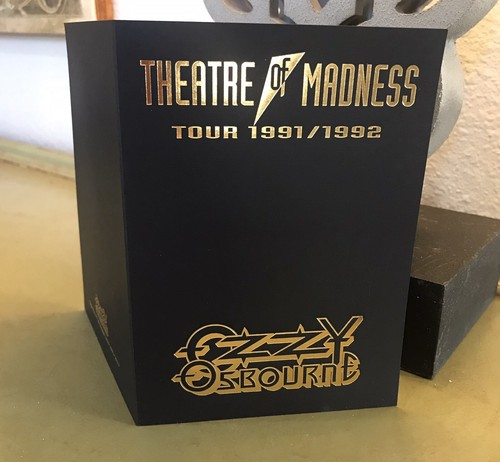 THEATRE of MADNESS
TOUR 1991/1992
OZZY
OSBOURNE